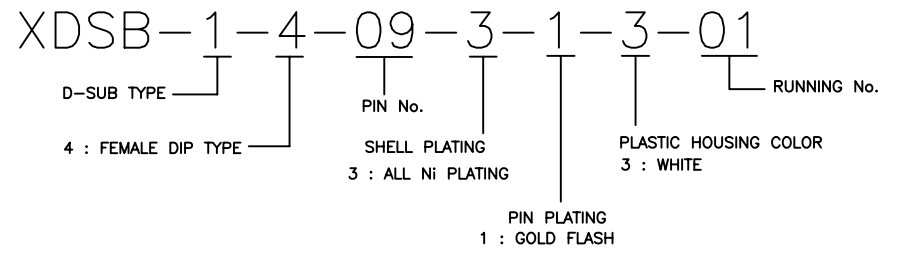 XDSB-1-4-09-3-1-3-01
D-SUB TYPE
RUNNING No.
PIN No.
4 : FEMALE DIP TYPE
SHELL PLATING
3 : ALL Ni PLATING
PLASTIC HOUSING COLOR
3 : WHITE
PIN PLATING
1 : GOLD FLASH